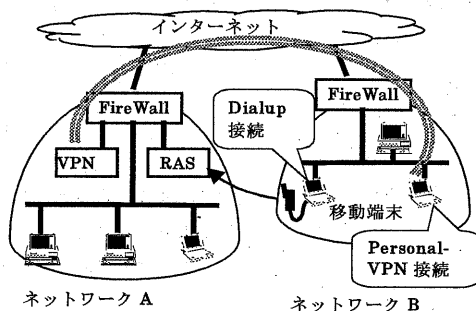 インターネット
FireWall
VPN
RAS
Dialup
接続
FireWall
移動端末
Personal-
VPN 接続
ネットワーク A
ネットワーク B